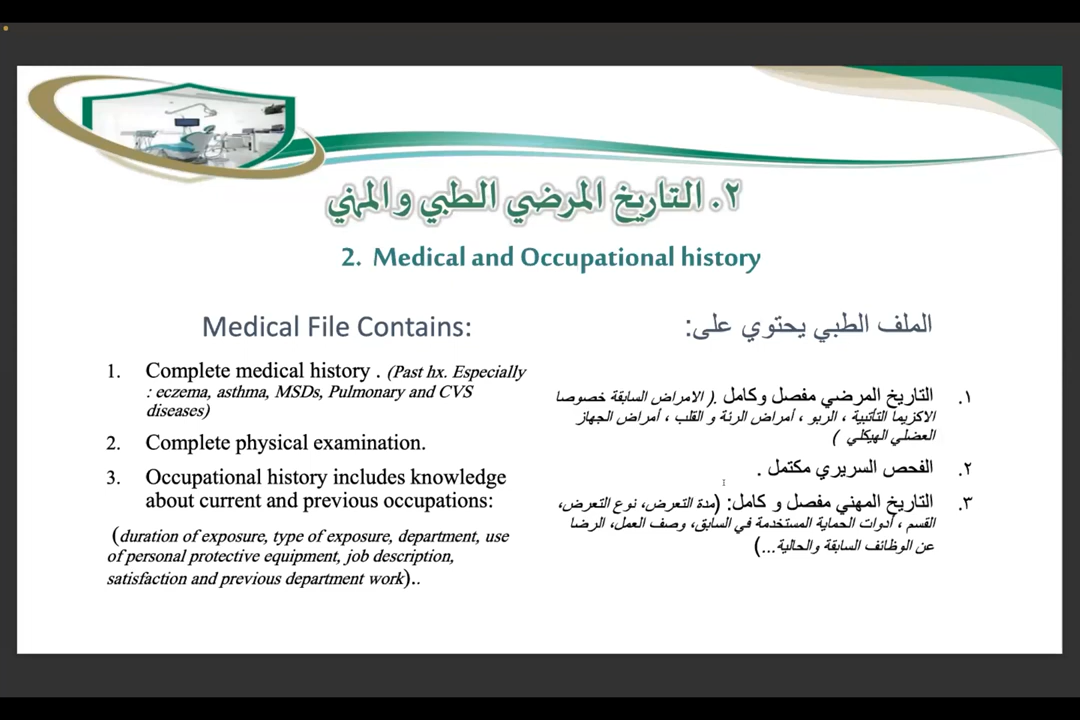 ٢. التاريخ المرضي الطبي والمهني
2. Medical and Occupational history
Medical File Contains:
1. Complete medical history . (Past hx. Especially
: eczema, asthma, MSDs, Pulmonary and CVS
diseases)
2. Complete physical examination.
3. Occupational history includes knowledge
about current and previous occupations:
(duration of exposure, type of exposure, department, use
of personal protective equipment, job description,
satisfaction and previous department work)..
الملف الطبي يحتوي على:
١. التاريخ المرضي مفصل وكامل .( الامراض السابقة خصوصا
الاكزيما التأتبية ، الربو ، أمراض الرئة و القلب ، أمراض الجهاز
العضلي الهيكلي )
٢. الفحص السريري مكتمل .
٣. التاريخ المهني مفصل و كامل: (مدة التعرض، نوع التعرض،
القسم ، أدوات الحماية المستخدمة في السابق، وصف العمل، الرضا
عن الوظائف السابقة والحالية...)